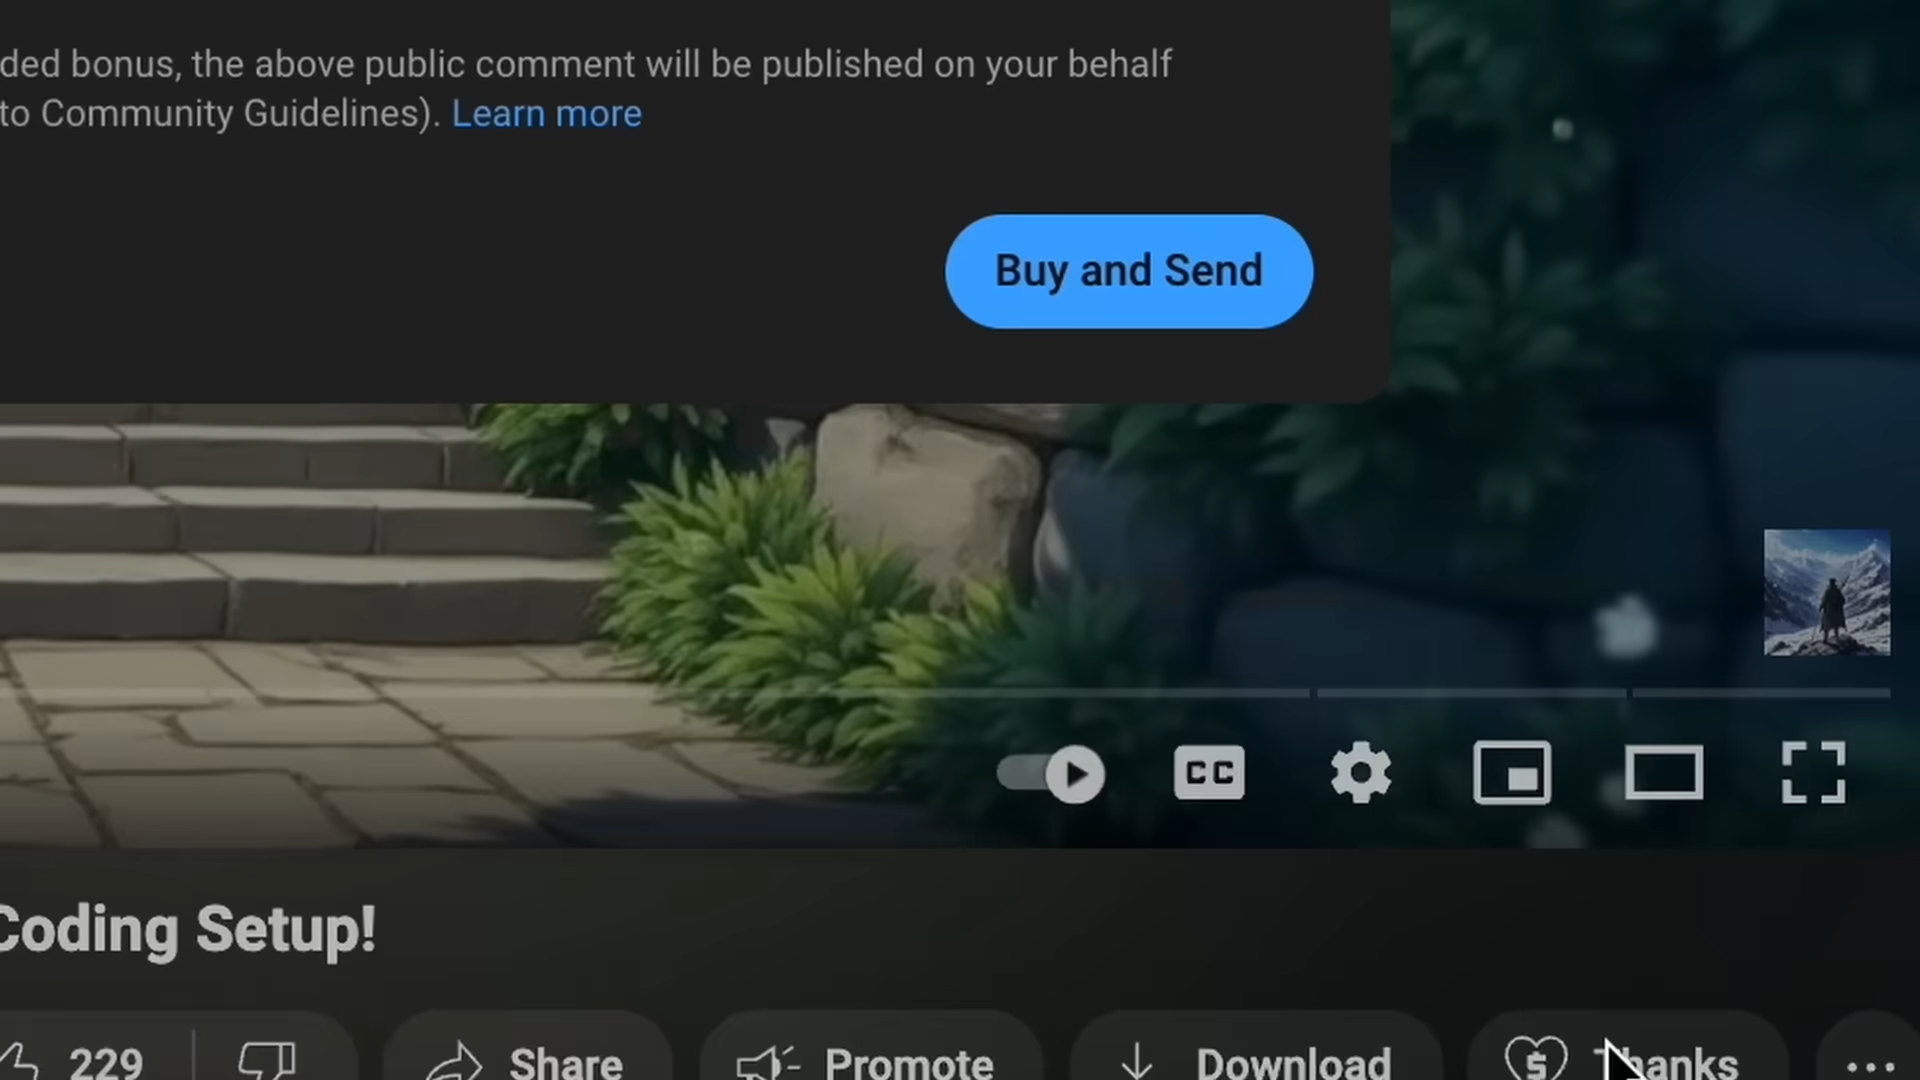 ded bonus, the above public comment will be published on your behalf
to Community Guidelines). Learn more
Buy and Send
CC
Coding Setup!
229 Share Promote Download Thanks